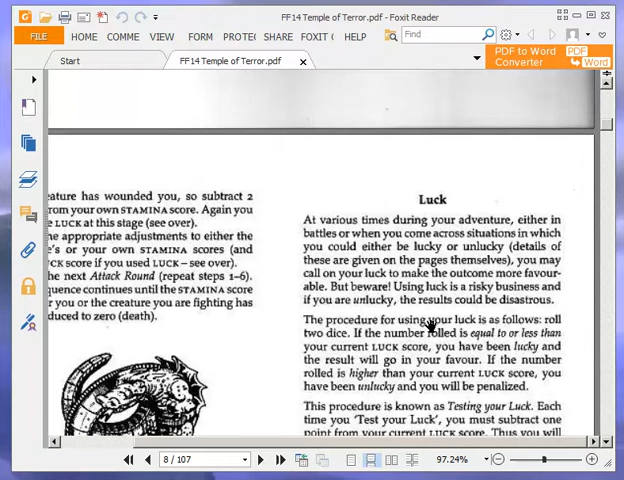 FF14 Temple of Terror.pdf - Foxit Reader
FILE HOME COMME VIEW FORM PROTE SHARE FOXIT C HELP Find
Start FF14 Temple of Terror.pdf PDF to Word Converter PDF Word
eature has wounded you, so subtract 2
rom your own STAMINA score. Again you
e LUCK at this stage (see over).
he appropriate adjustments to either the
e's or your own STAMINA scores (and
CK score if you used LUCK – see over).
he next Attack Round (repeat steps 1–6).
quence continues until the STAMINA score
r you or the creature you are fighting has
duced to zero (death).
Luck
At various times during your adventure, either in
battles or when you come across situations in which
you could either be lucky or unlucky (details of
these are given on the pages themselves), you may
call on your luck to make the outcome more favour-
able. But beware! Using luck is a risky business and
if you are unlucky, the results could be disastrous.
The procedure for using your luck is as follows: roll
two dice. If the number rolled is equal to or less than
your current LUCK score, you have been lucky and
the result will go in your favour. If the number
rolled is higher than your current LUCK score, you
have been unlucky and you will be penalized.
This procedure is known as Testing your Luck. Each
time you 'Test your Luck', you must subtract one
point from your current LUCK score. Thus you will
8 / 107 97.24%